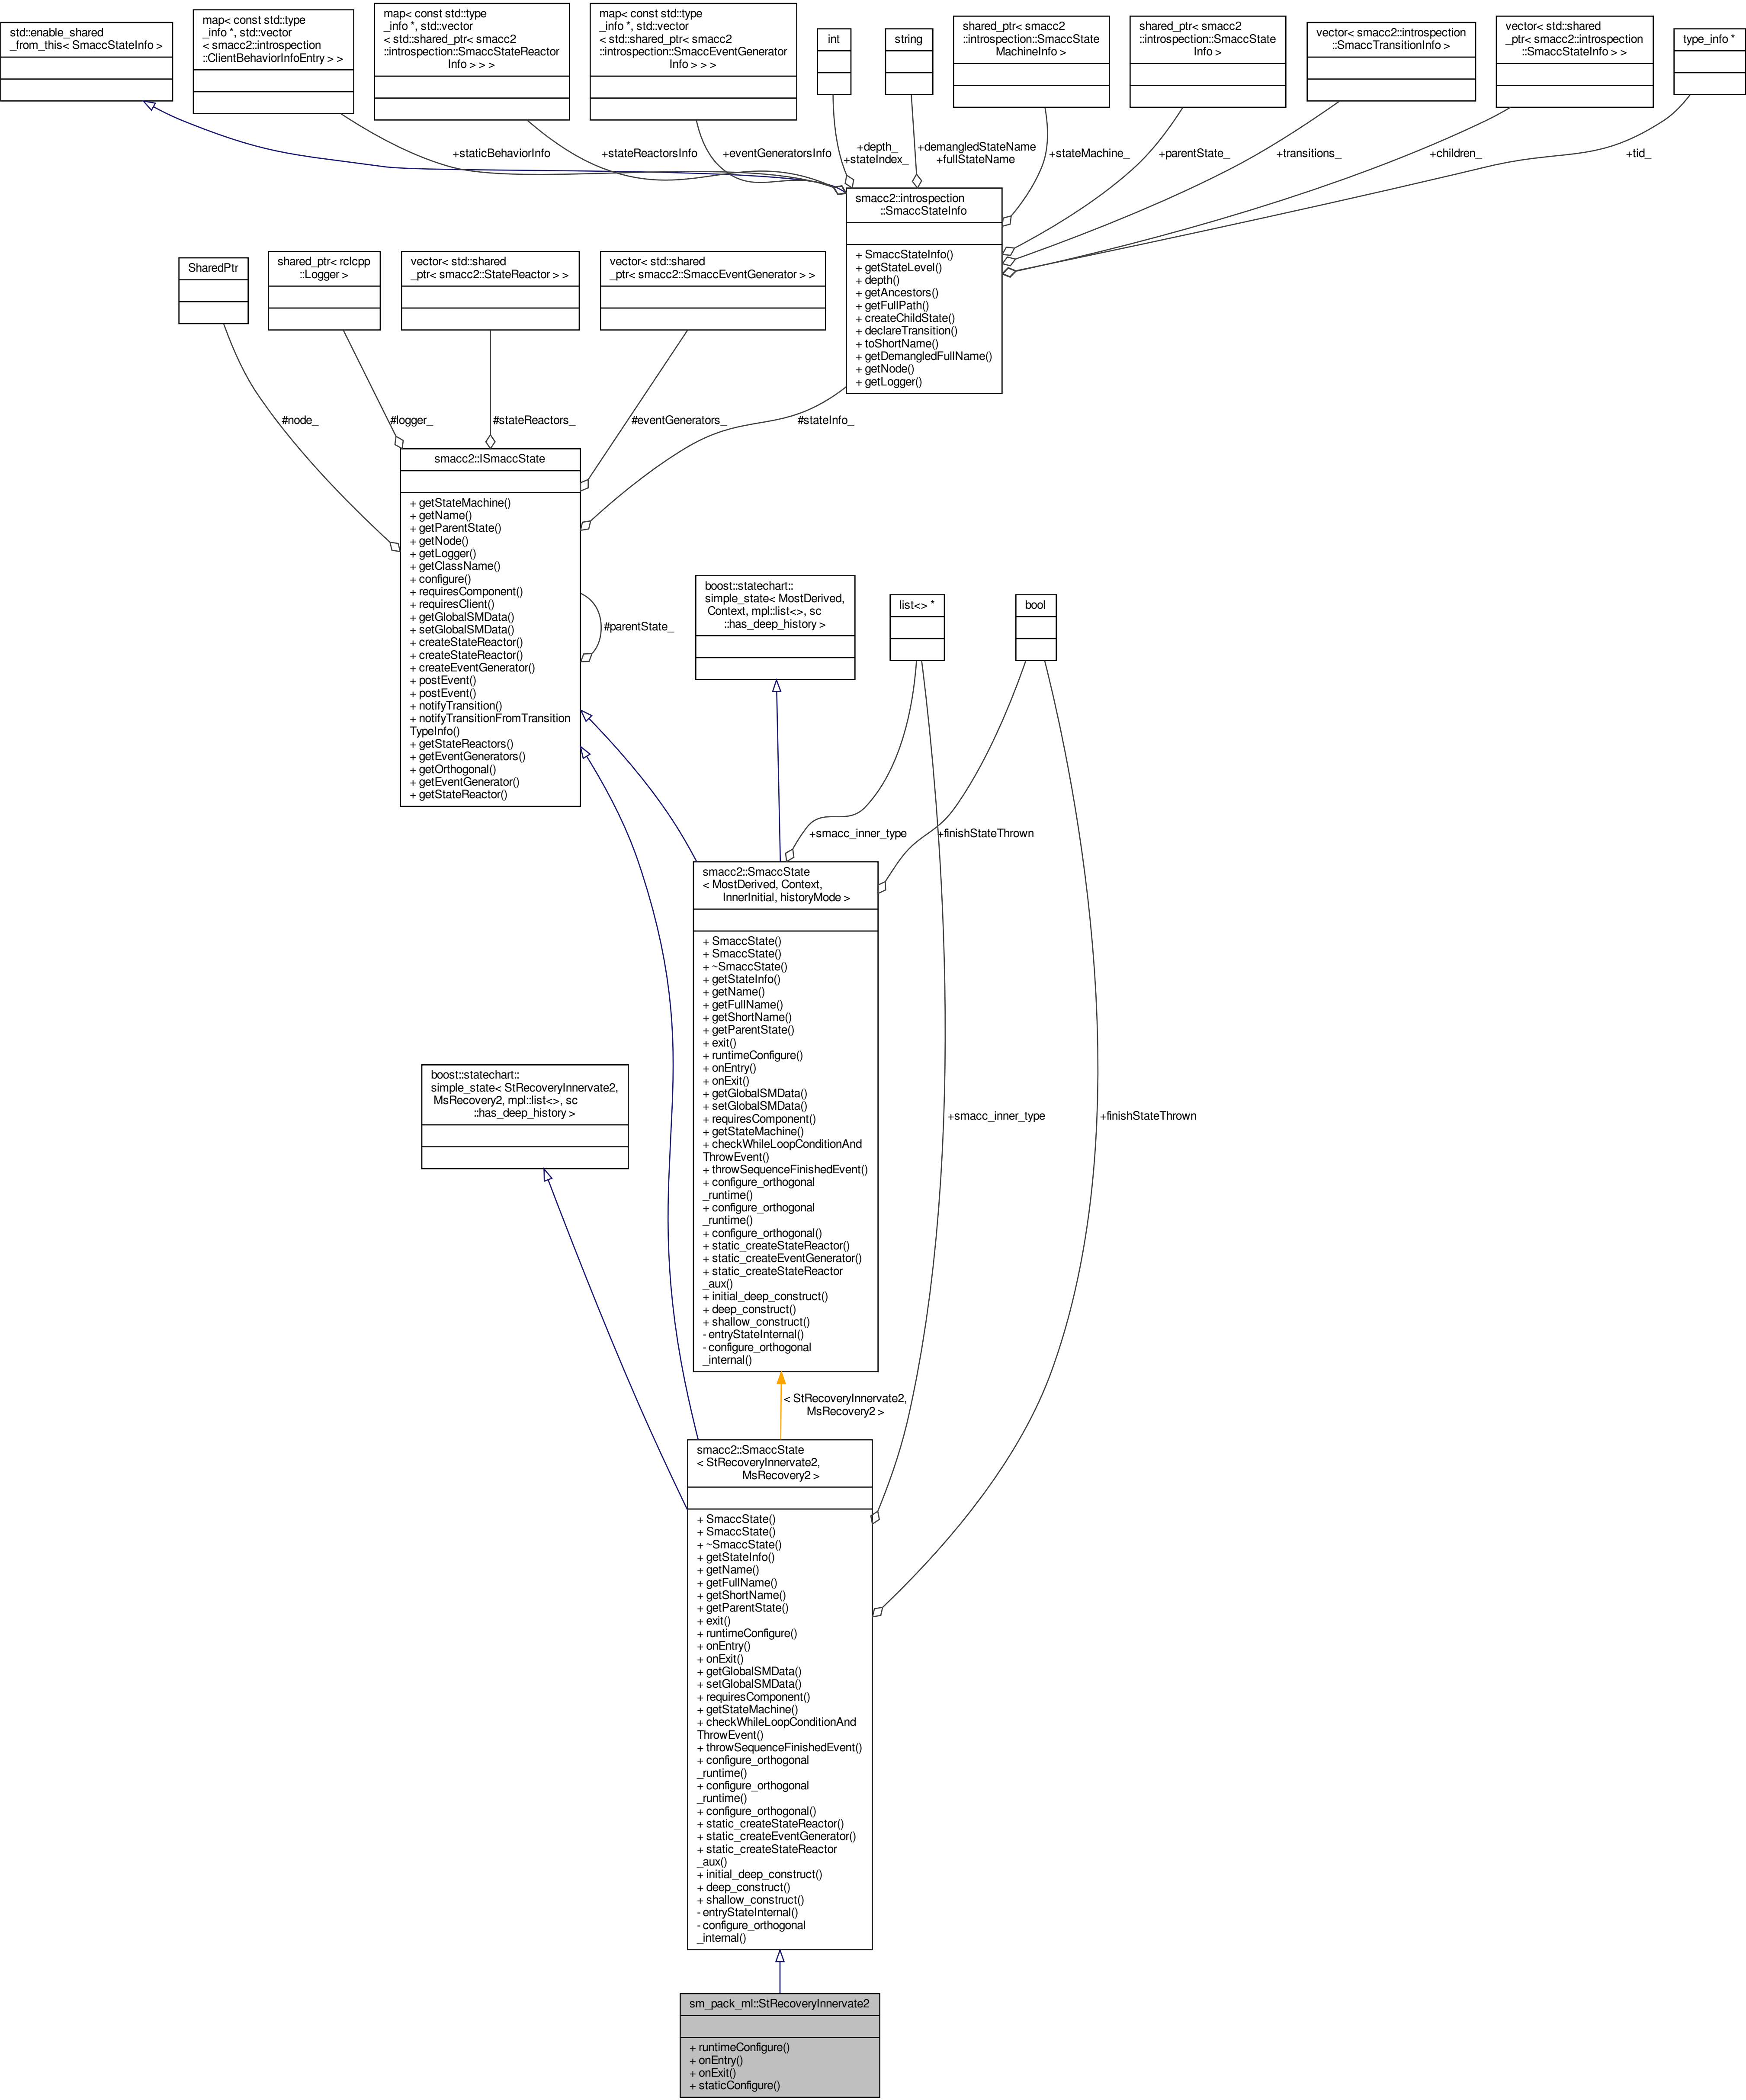 std::enable_shared
_from_this< SmaccStateInfo >
map< const std::type
_info *, std::vector
< smacc2::introspection
::ClientBehaviorInfoEntry > >
map< const std::type
_info *, std::vector
< std::shared_ptr< smacc2
::introspection::SmaccStateReactor
Info > > >
map< const std::type
_info *, std::vector
< std::shared_ptr< smacc2
::introspection::SmaccEventGenerator
Info > > >
int
string
shared_ptr< smacc2
::introspection::SmaccState
MachineInfo >
shared_ptr< smacc2
::introspection::SmaccState
Info >
vector< smacc2::introspection
::SmaccTransitionInfo >
vector< std::shared
_ptr< smacc2::introspection
::SmaccStateInfo > >
type_info *
+staticBehaviorInfo
+stateReactorsInfo
+eventGeneratorsInfo
+depth_
+stateIndex_
+demangledStateName
+fullStateName
+stateMachine_
+parentState_
+transitions_
+children_
+tid_
smacc2::introspection
::SmaccStateInfo
+ SmaccStateInfo()
+ getStateLevel()
+ depth()
+ getAncestors()
+ getFullPath()
+ createChildState()
+ declareTransition()
+ toShortName()
+ getDemangledFullName()
+ getNode()
+ getLogger()
SharedPtr
shared_ptr< rclcpp
::Logger >
vector< std::shared
_ptr< smacc2::StateReactor > >
vector< std::shared
_ptr< smacc2::SmaccEventGenerator > >
#node_
#logger_
#stateReactors_
#eventGenerators_
#stateInfo_
smacc2::ISmaccState
+ getStateMachine()
+ getName()
+ getParentState()
+ getNode()
+ getLogger()
+ getClassName()
+ configure()
+ requiresComponent()
+ requiresClient()
+ getGlobalSMData()
+ setGlobalSMData()
+ createStateReactor()
+ createStateReactor()
+ createEventGenerator()
+ postEvent()
+ postEvent()
+ notifyTransition()
+ notifyTransitionFromTransition
TypeInfo()
+ getStateReactors()
+ getEventGenerators()
+ getOrthogonal()
+ getEventGenerator()
+ getStateReactor()
#parentState_
boost::statechart::
simple_state< MostDerived,
Context, mpl::list<>, sc
::has_deep_history >
list<> *
bool
+smacc_inner_type
+finishStateThrown
smacc2::SmaccState
< MostDerived, Context,
InnerInitial, historyMode >
+ SmaccState()
+ SmaccState()
+ ~SmaccState()
+ getStateInfo()
+ getName()
+ getFullName()
+ getShortName()
+ getParentState()
+ exit()
+ runtimeConfigure()
+ onEntry()
+ onExit()
+ getGlobalSMData()
+ setGlobalSMData()
+ requiresComponent()
+ getStateMachine()
+ checkWhileLoopConditionAnd
ThrowEvent()
+ throwSequenceFinishedEvent()
+ configure_orthogonal
_runtime()
+ configure_orthogonal
_runtime()
+ configure_orthogonal()
+ static_createStateReactor()
+ static_createEventGenerator()
+ static_createStateReactor
_aux()
+ initial_deep_construct()
+ deep_construct()
+ shallow_construct()
- entryStateInternal()
- configure_orthogonal
_internal()
boost::statechart::
simple_state< StRecoveryInnervate2,
MsRecovery2, mpl::list<>, sc
::has_deep_history >
+smacc_inner_type
+finishStateThrown
< StRecoveryInnervate2,
MsRecovery2 >
smacc2::SmaccState
< StRecoveryInnervate2,
MsRecovery2 >
+ SmaccState()
+ SmaccState()
+ ~SmaccState()
+ getStateInfo()
+ getName()
+ getFullName()
+ getShortName()
+ getParentState()
+ exit()
+ runtimeConfigure()
+ onEntry()
+ onExit()
+ getGlobalSMData()
+ setGlobalSMData()
+ requiresComponent()
+ getStateMachine()
+ checkWhileLoopConditionAnd
ThrowEvent()
+ throwSequenceFinishedEvent()
+ configure_orthogonal
_runtime()
+ configure_orthogonal
_runtime()
+ configure_orthogonal()
+ static_createStateReactor()
+ static_createEventGenerator()
+ static_createStateReactor
_aux()
+ initial_deep_construct()
+ deep_construct()
+ shallow_construct()
- entryStateInternal()
- configure_orthogonal
_internal()
sm_pack_ml::StRecoveryInnervate2
+ runtimeConfigure()
+ onEntry()
+ onExit()
+ staticConfigure()